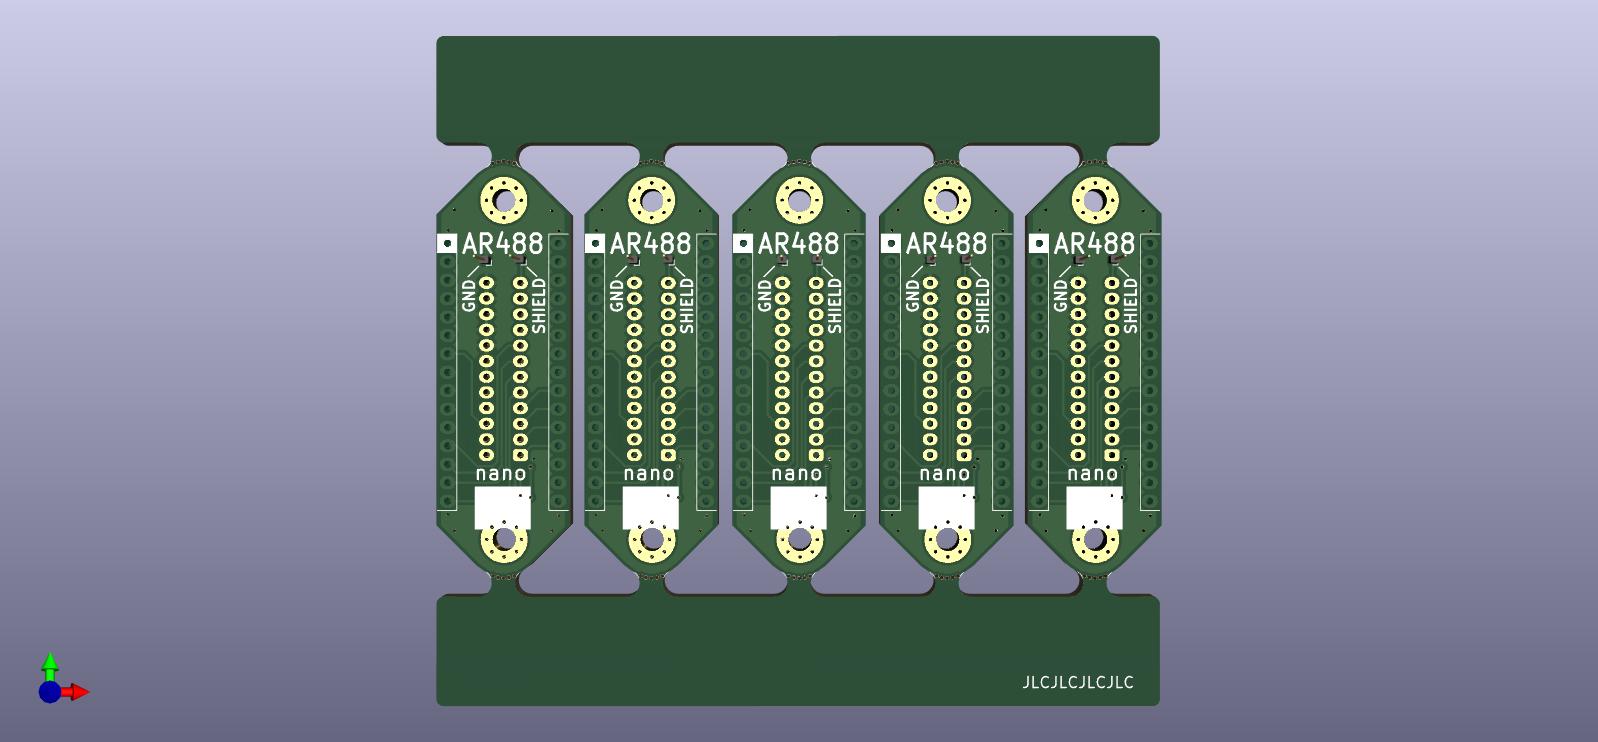 AR488 AR488 AR488 AR488 AR488
GND SHIELD GND SHIELD GND SHIELD GND SHIELD GND SHIELD
nano nano nano nano nano
JLCJLCJLCJLC